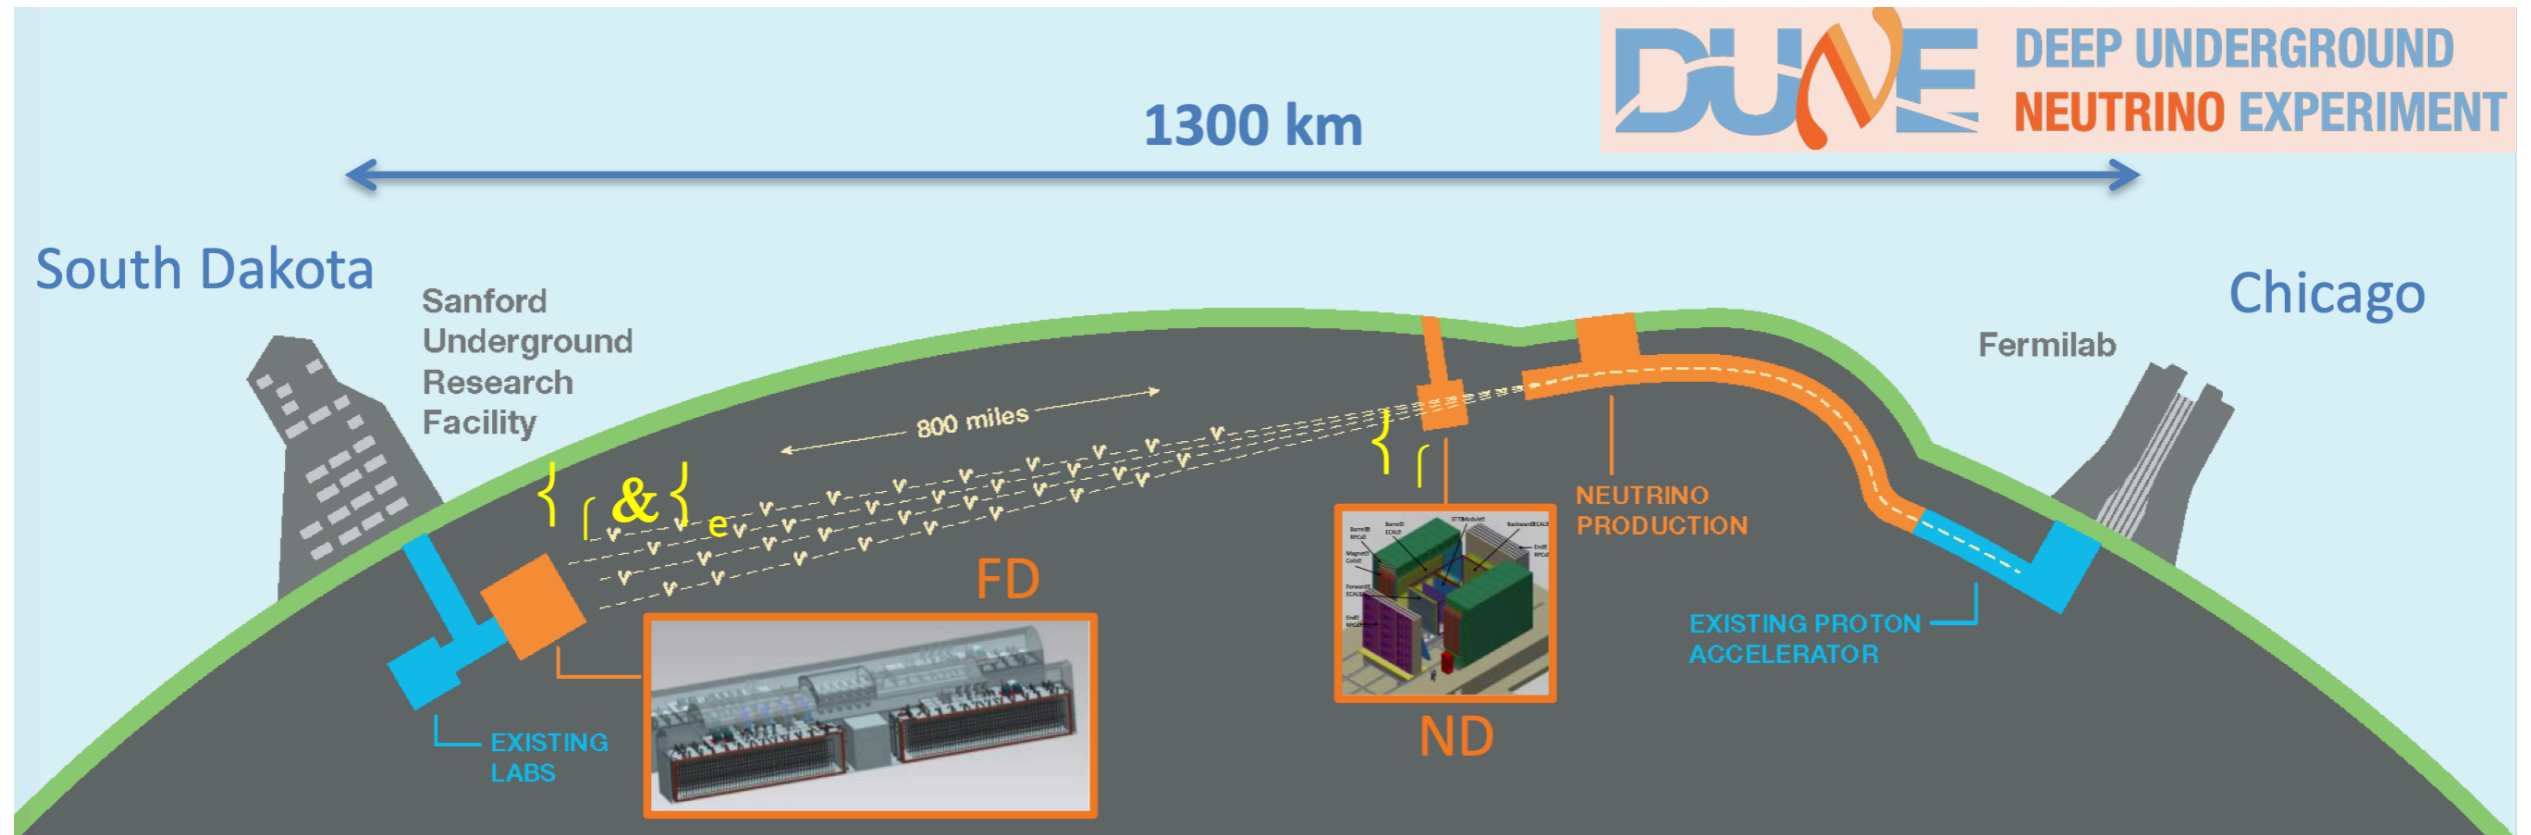 DUNE
DEEP UNDERGROUND
NEUTRINO EXPERIMENT
1300 km
South Dakota
Chicago
Sanford
Underground
Research
Facility
Fermilab
800 miles
{ ⌠ & { e
{ ⌠
NEUTRINO
PRODUCTION
FD
ND
EXISTING PROTON
ACCELERATOR
EXISTING
LABS